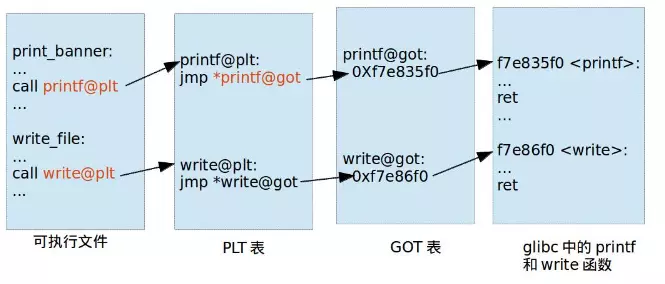 print_banner:
...
call printf@plt
...
write_file:
...
call write@plt
...
可执行文件
printf@plt:
jmp *printf@got
write@plt:
jmp *write@got
PLT 表
printf@got:
0Xf7e835f0
write@got:
0xf7e86f0
GOT 表
f7e835f0 <printf>:
...
ret
...
f7e86f0 <write>:
...
ret
glibc 中的 printf
和 write 函数